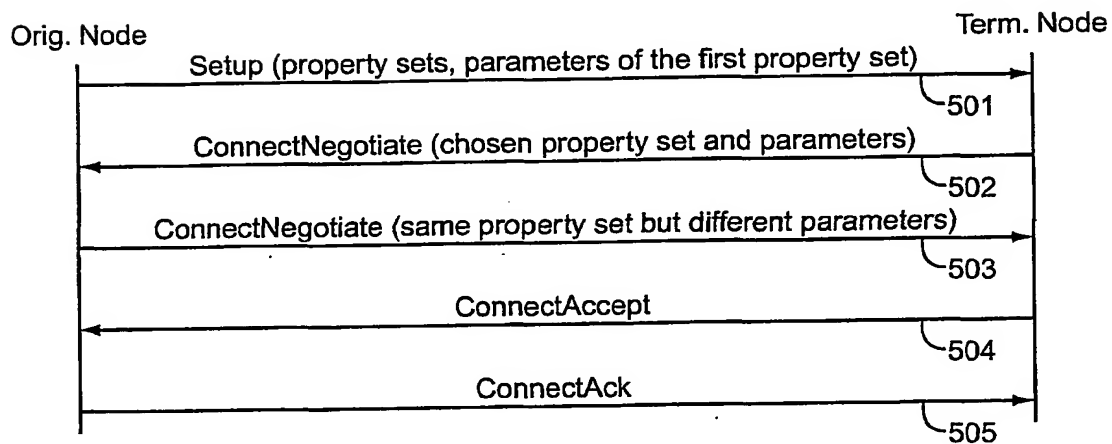 Orig. Node
Term. Node
Setup (property sets, parameters of the first property set)
501
ConnectNegotiate (chosen property set and parameters)
502
ConnectNegotiate (same property set but different parameters)
503
ConnectAccept
504
ConnectAck
505